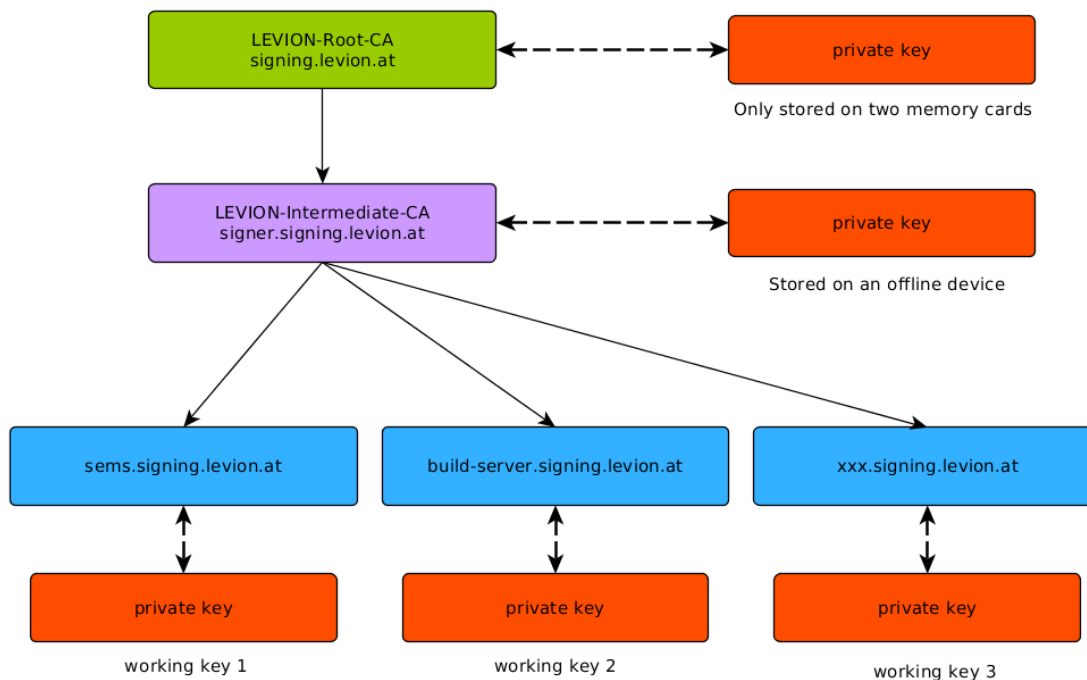 LEVION-Root-CA
signing.levion.at
private key
Only stored on two memory cards
LEVION-Intermediate-CA
signer.signing.levion.at
private key
Stored on an offline device
sems.signing.levion.at
build-server.signing.levion.at
xxx.signing.levion.at
private key
private key
private key
working key 1
working key 2
working key 3